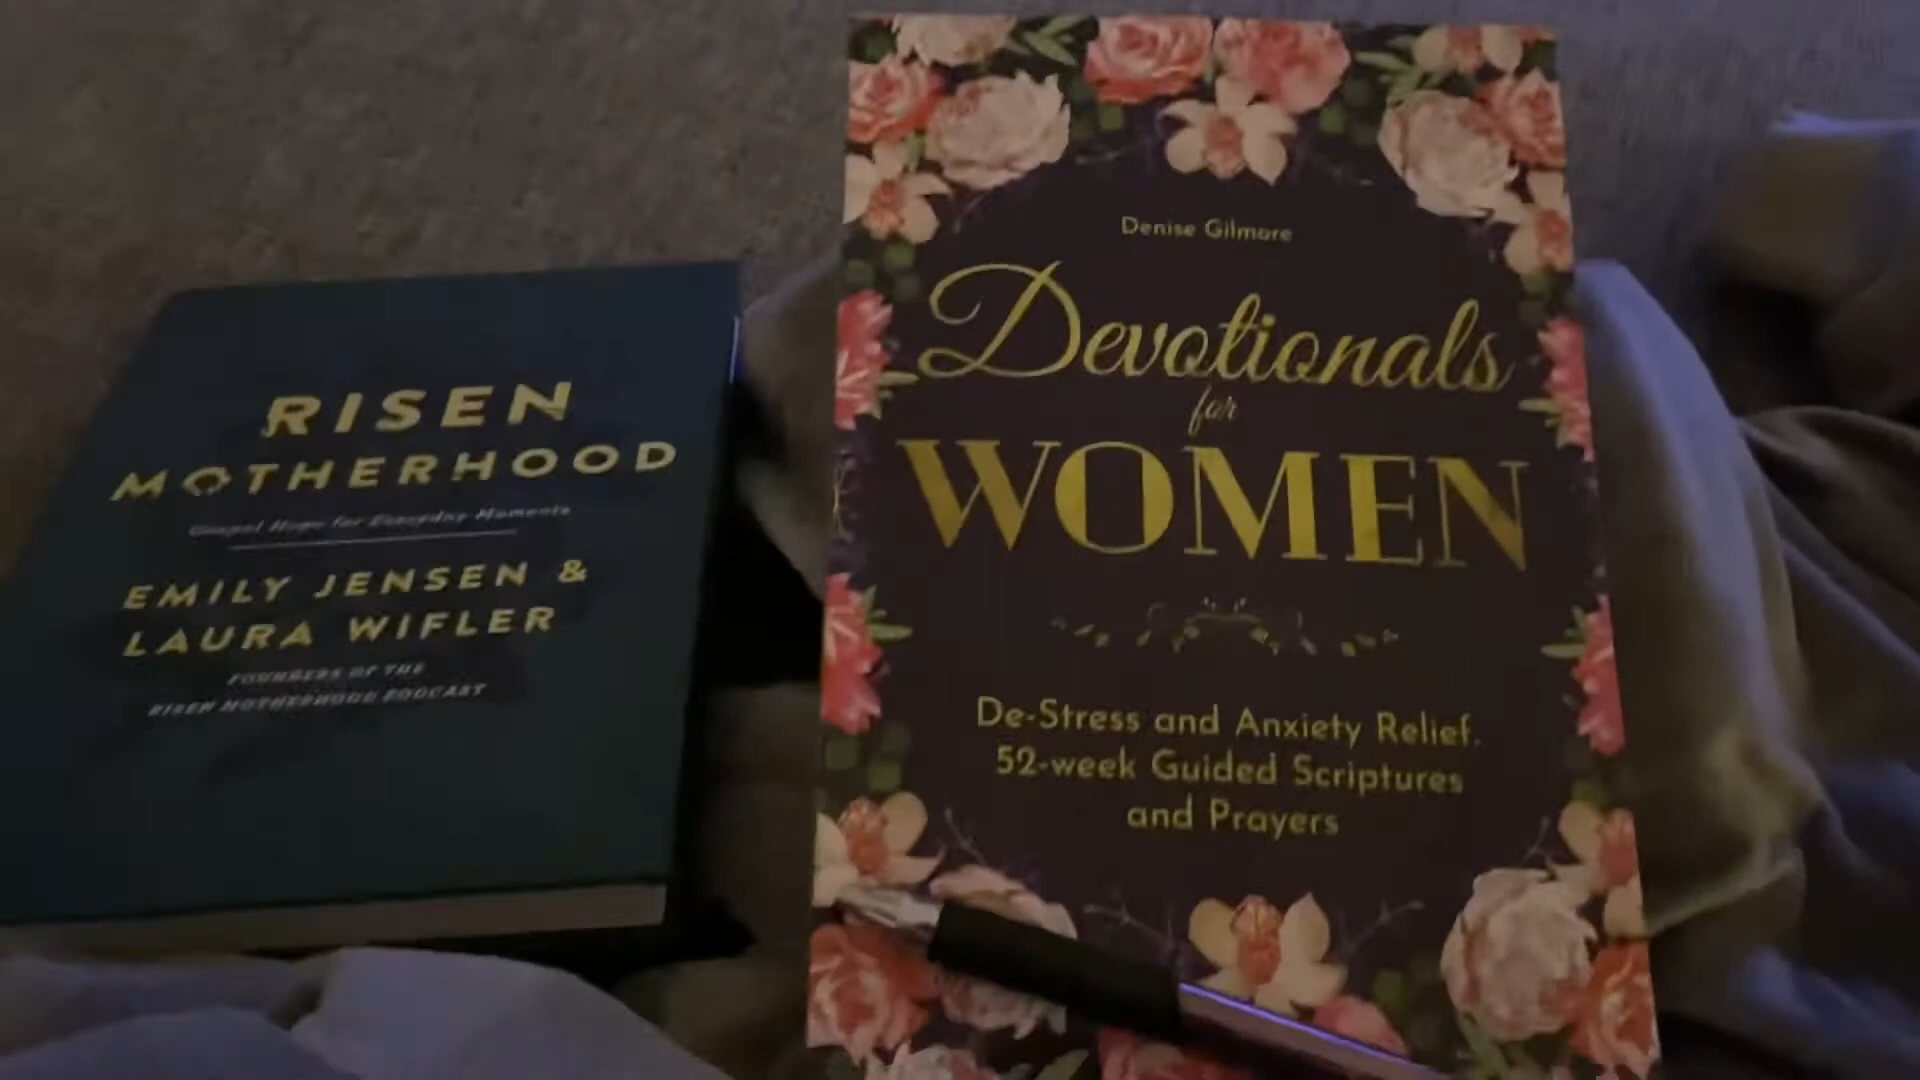 RISEN
MOTHERHOOD
Gospel Hope for Everyday Moments
EMILY JENSEN &
LAURA WIFLER
FOUNDERS OF THE
RISEN MOTHERHOOD PODCAST
Denise Gilmore
Devotionals
for
WOMEN
De-Stress and Anxiety Relief.
52-week Guided Scriptures
and Prayers